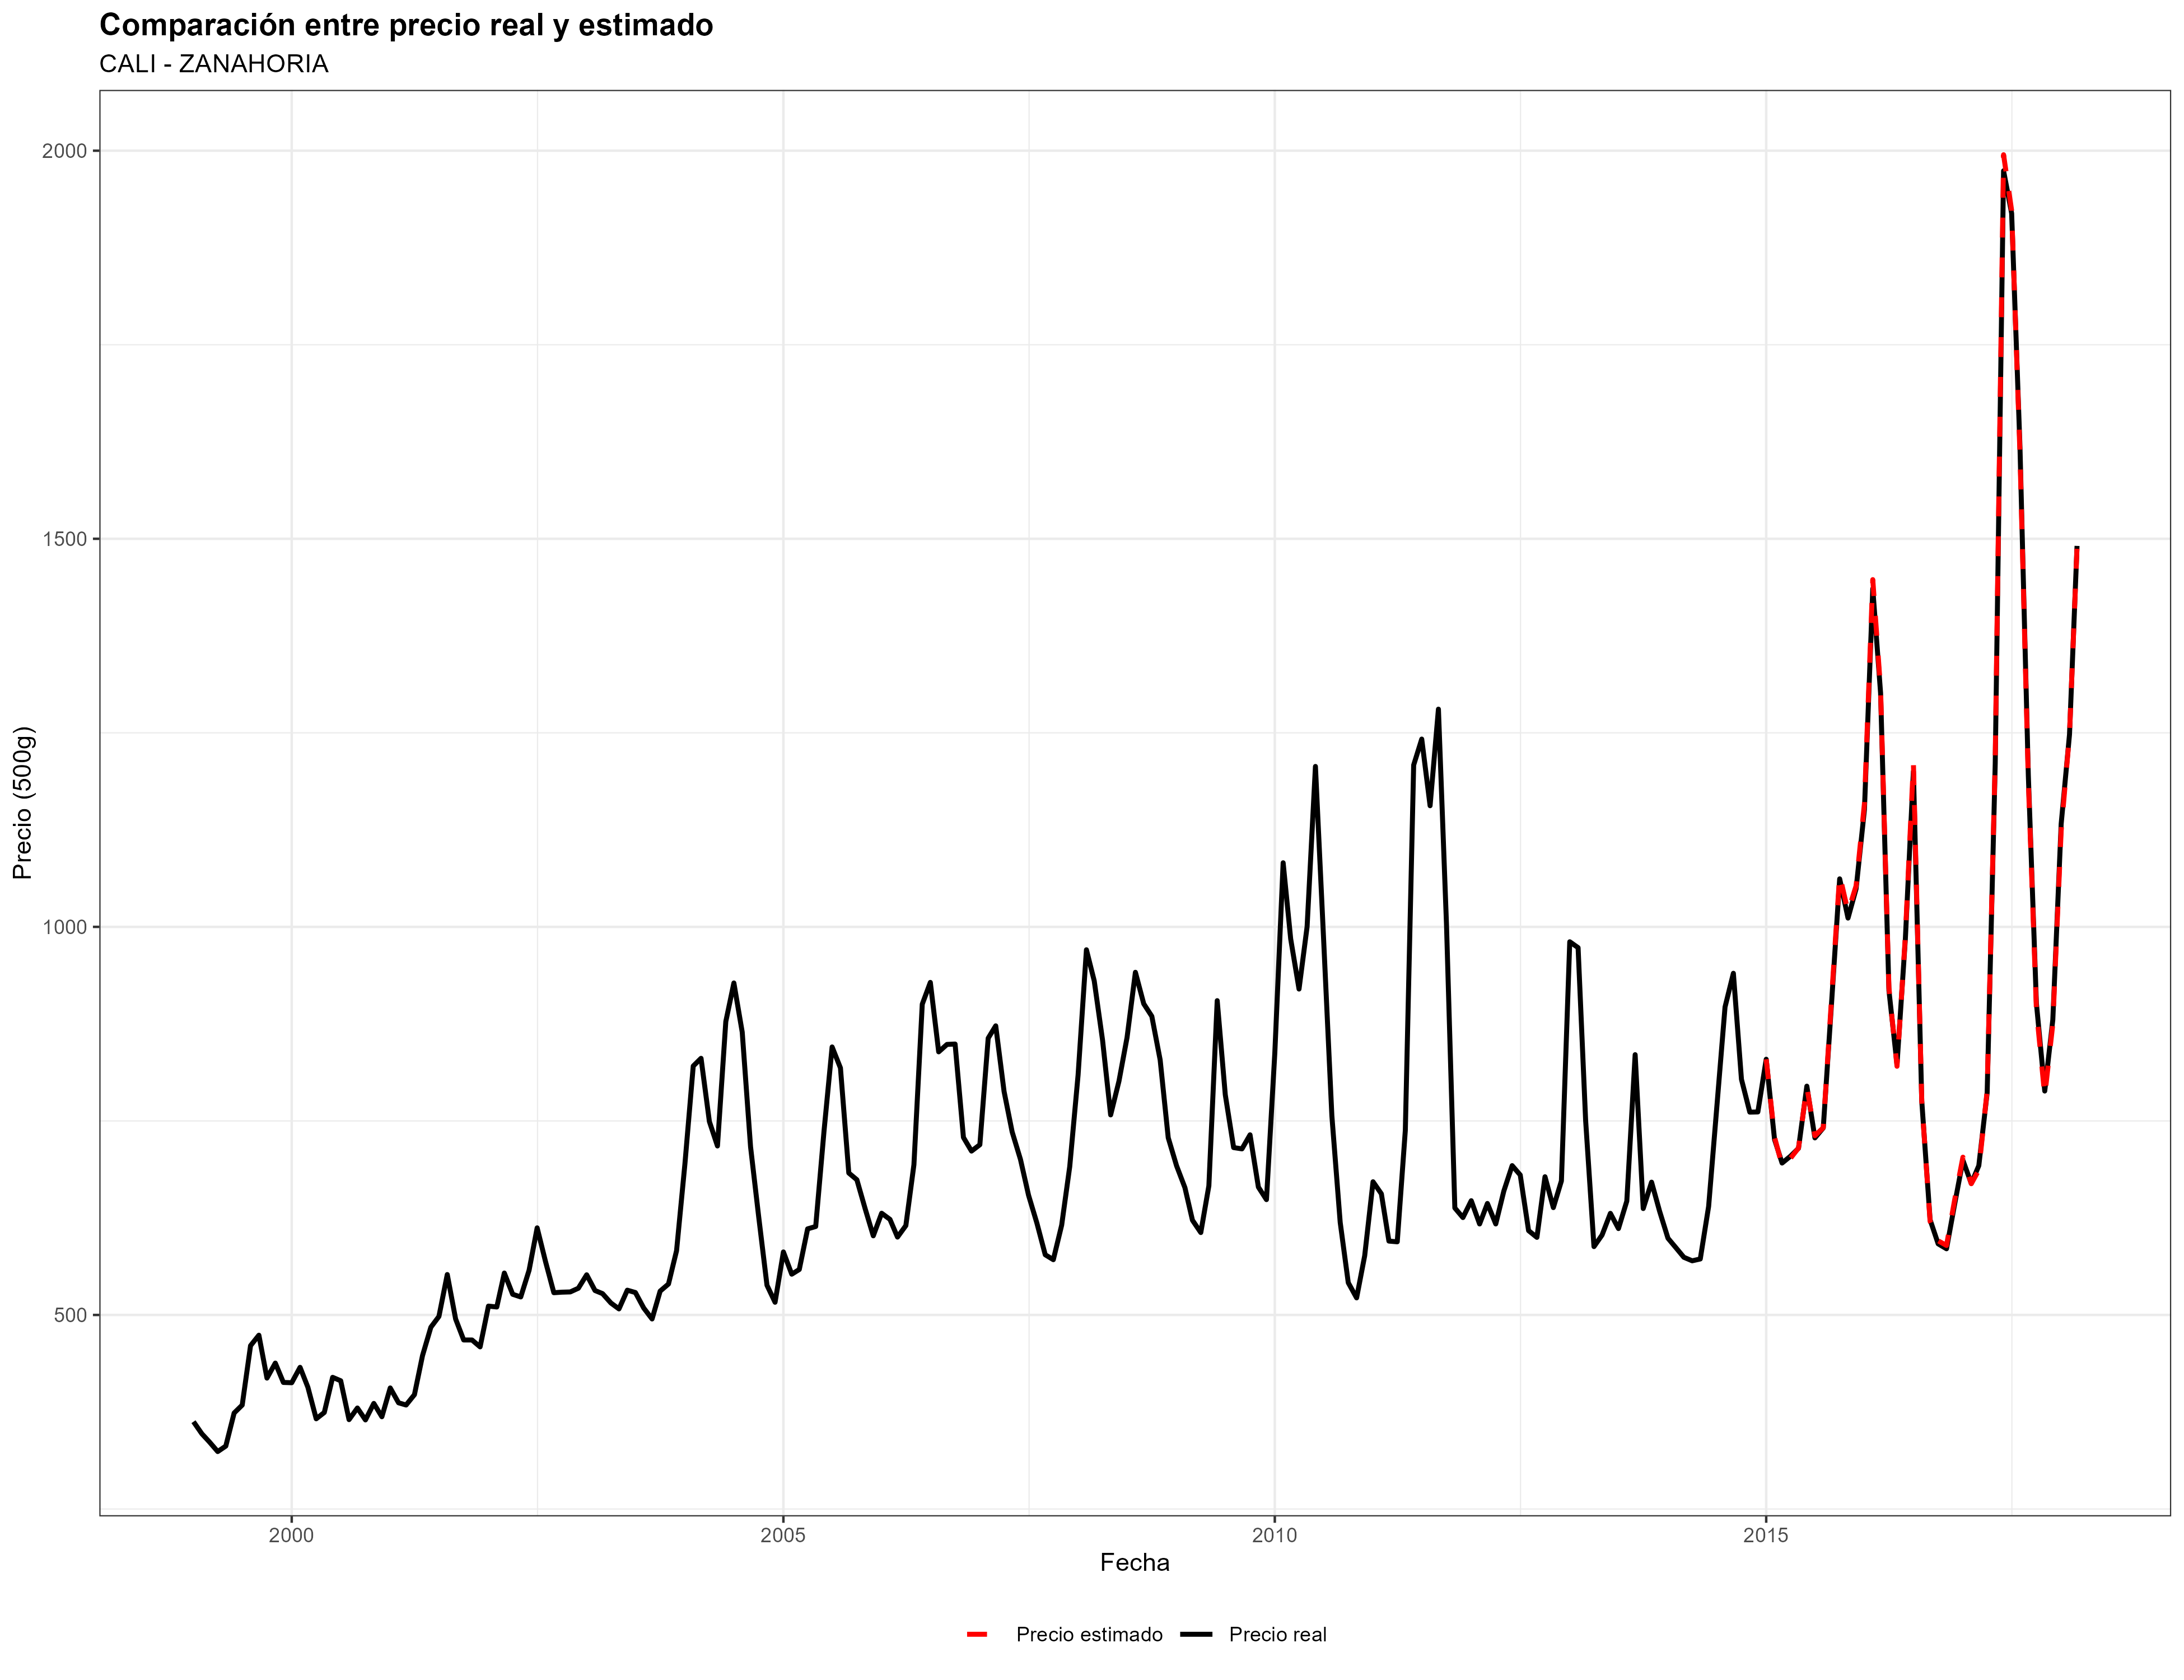 Comparación entre precio real y estimado
CALI - ZANAHORIA
Precio (500g)
2000
1500
1000
500
2000
2005
2010
2015
Fecha
Precio estimado
Precio real